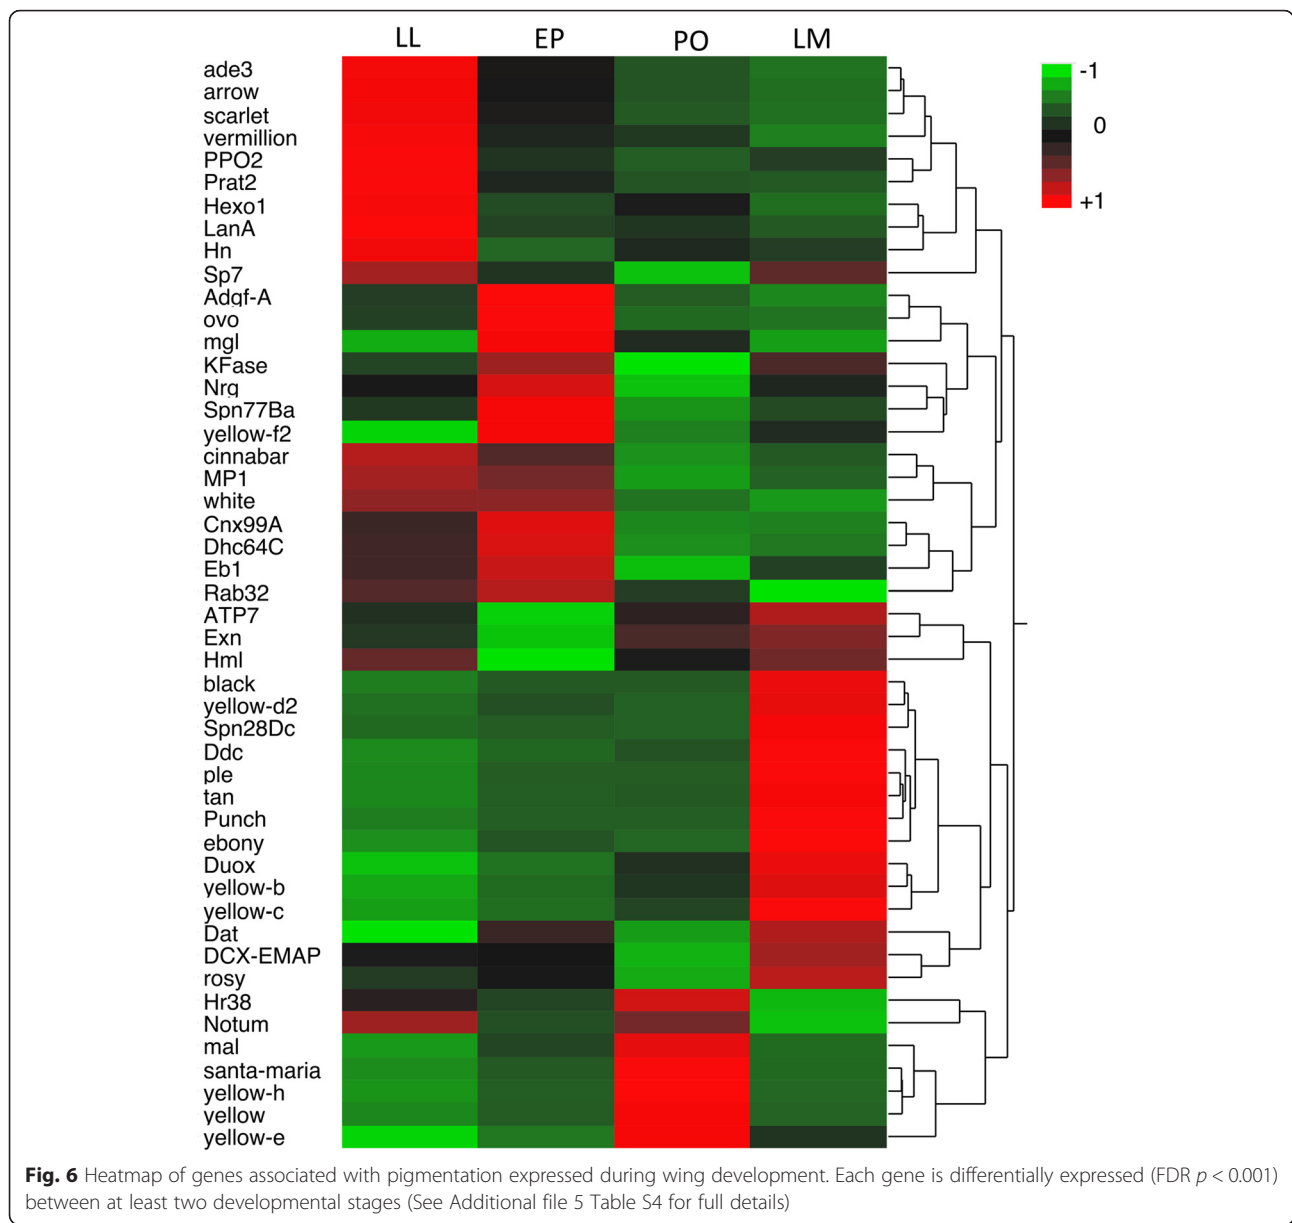 LL EP PO LM
ade3
arrow
scarlet
vermillion
PPO2
Prat2
Hexo1
LanA
Hn
Sp7
Adgf-A
ovo
mgl
KFase
Nrg
Spn77Ba
yellow-f2
cinnabar
MP1
white
Cnx99A
Dhc64C
Eb1
Rab32
ATP7
Exn
Hml
black
yellow-d2
Spn28Dc
Ddc
ple
tan
Punch
ebony
Duox
yellow-b
yellow-c
Dat
DCX-EMAP
rosy
Hr38
Notum
mal
santa-maria
yellow-h
yellow
yellow-e
-1
0
+1
Fig. 6 Heatmap of genes associated with pigmentation expressed during wing development. Each gene is differentially expressed (FDR p < 0.001)
between at least two developmental stages (See Additional file 5 Table S4 for full details)